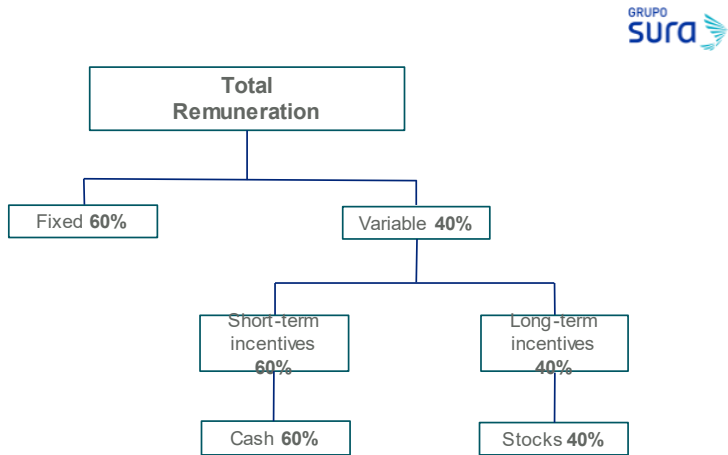 GRUPO
sura
Total
Remuneration
Fixed 60%
Variable 40%
Short-term
incentives
60%
Long-term
incentives
40%
Cash 60%
Stocks 40%